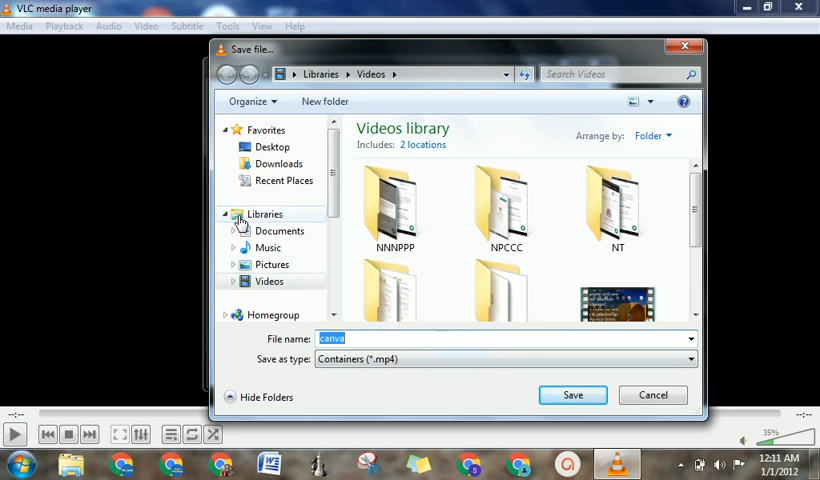 VLC media player
Media Playback Audio Video Subtitle Tools View Help
Save file...
Libraries Videos
Search Videos
Organize New folder
Favorites
Desktop
Downloads
Recent Places
Libraries
Documents
Music
Pictures
Videos
Homegroup
Videos library
Includes: 2 locations
Arrange by: Folder
NNNPPP
NPCCC
NT
File name: canva
Save as type: Containers (*.mp4)
Hide Folders
Save
Cancel
--:--
--:--
35%
12:11 AM
1/1/2012